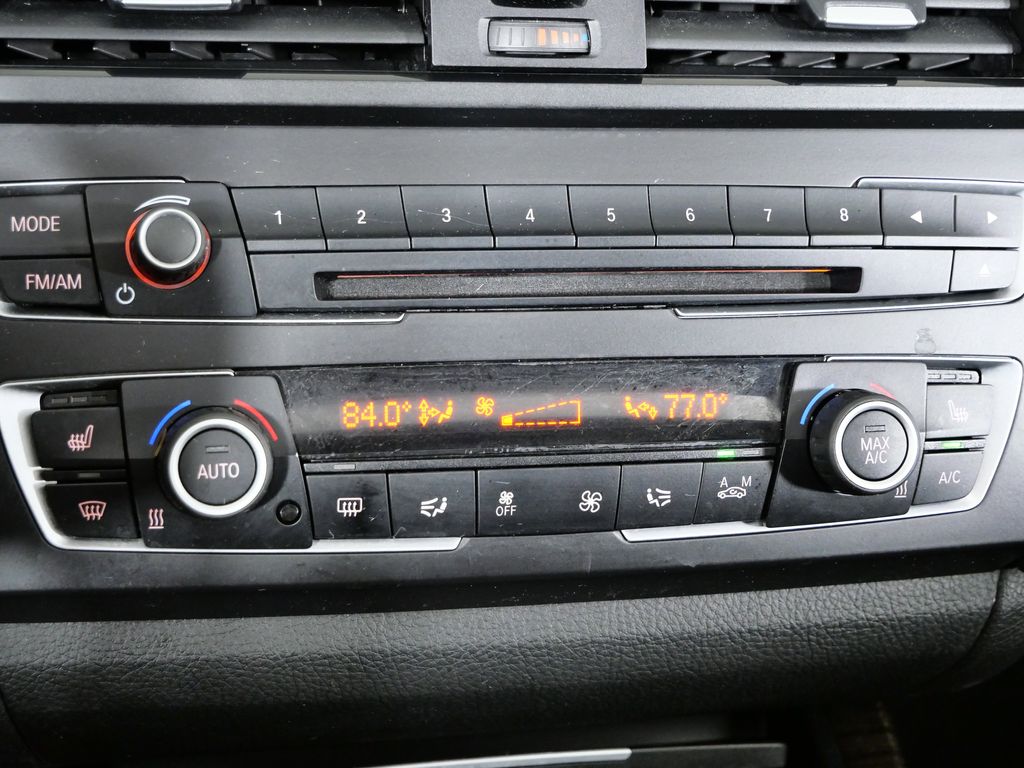 MODE
1 2 3 4 5 6 7 8
FM/AM
84.0° 77.0°
AUTO
MAX
A/C
A/C
OFF
A M